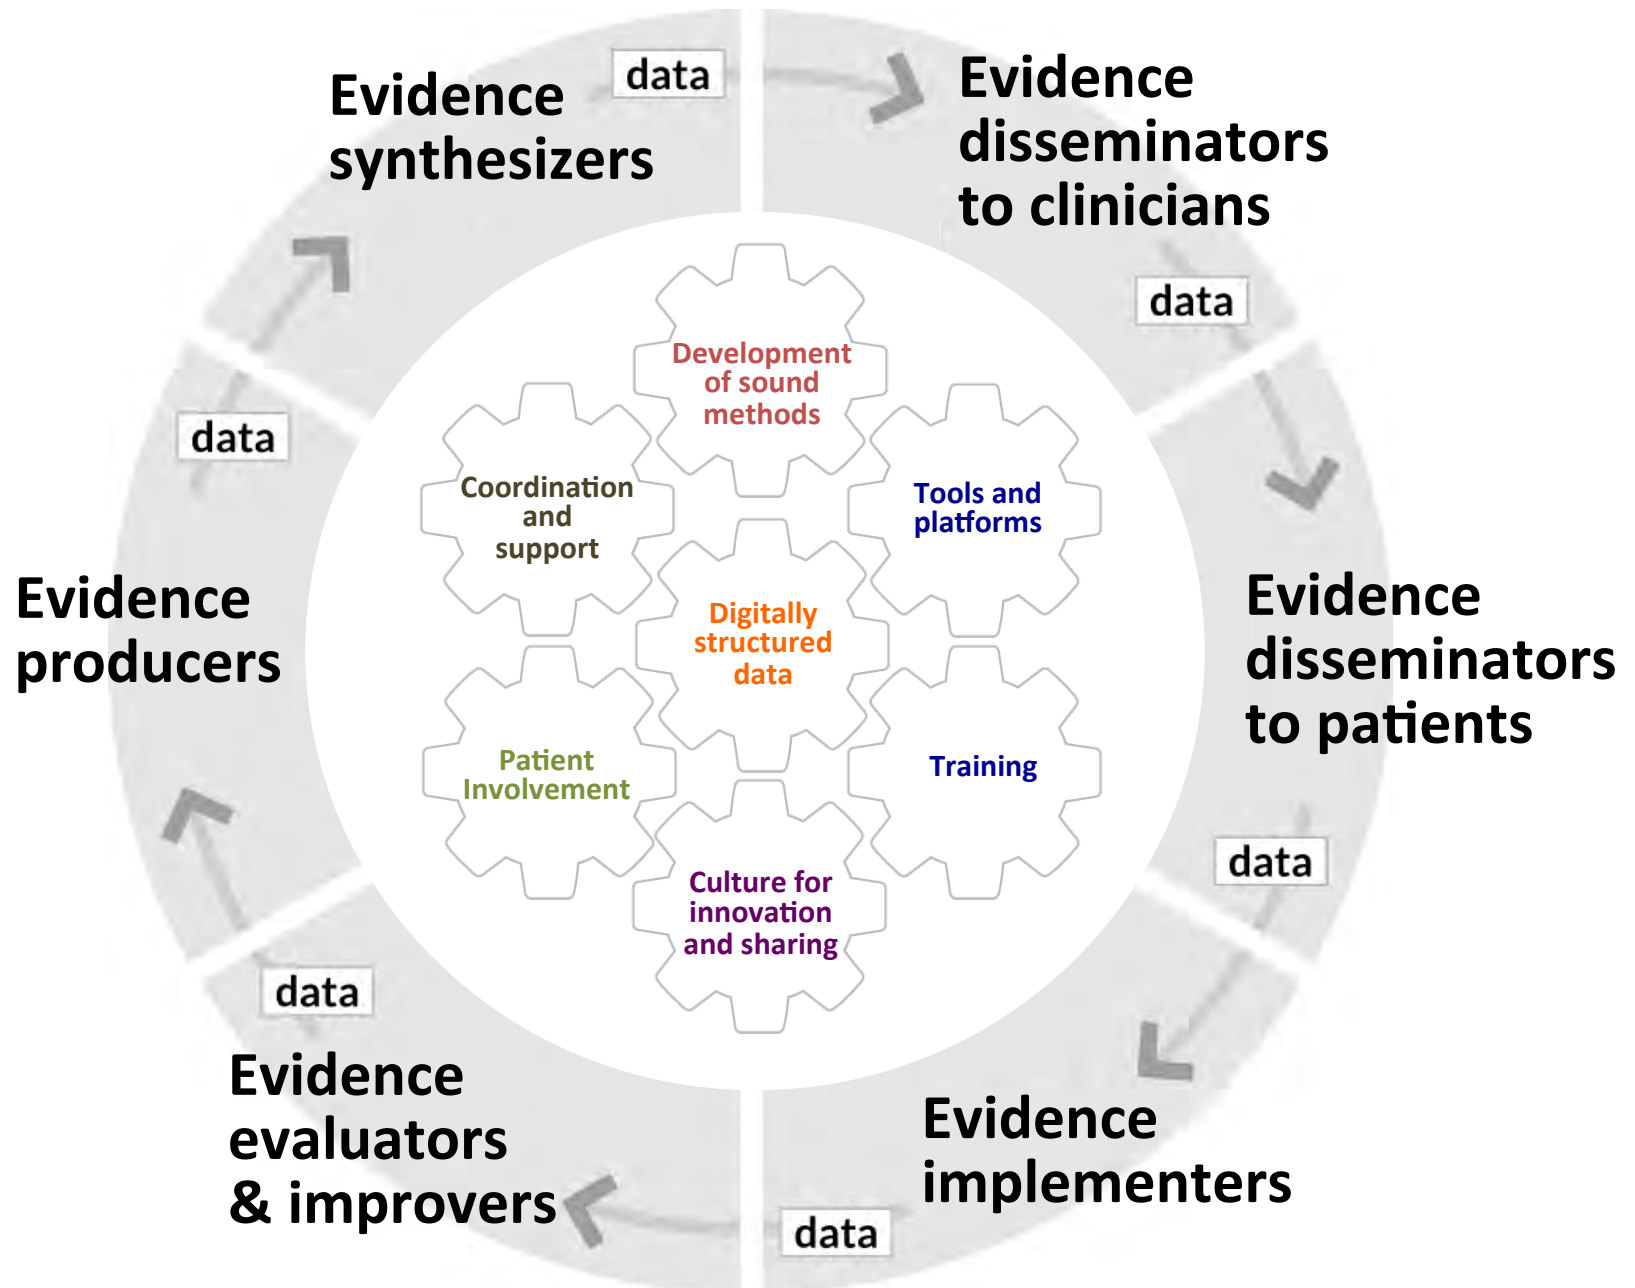 data
Evidence
synthesizers
Evidence
disseminators
to clinicians
data
Evidence
disseminators
to patients
data
Evidence
implementers
data
Evidence
evaluators
& improvers
data
Evidence
producers
data
Development
of sound
methods
Coordination
and
support
Tools and
platforms
Digitally
structured
data
Patient
Involvement
Training
Culture for
innovation
and sharing